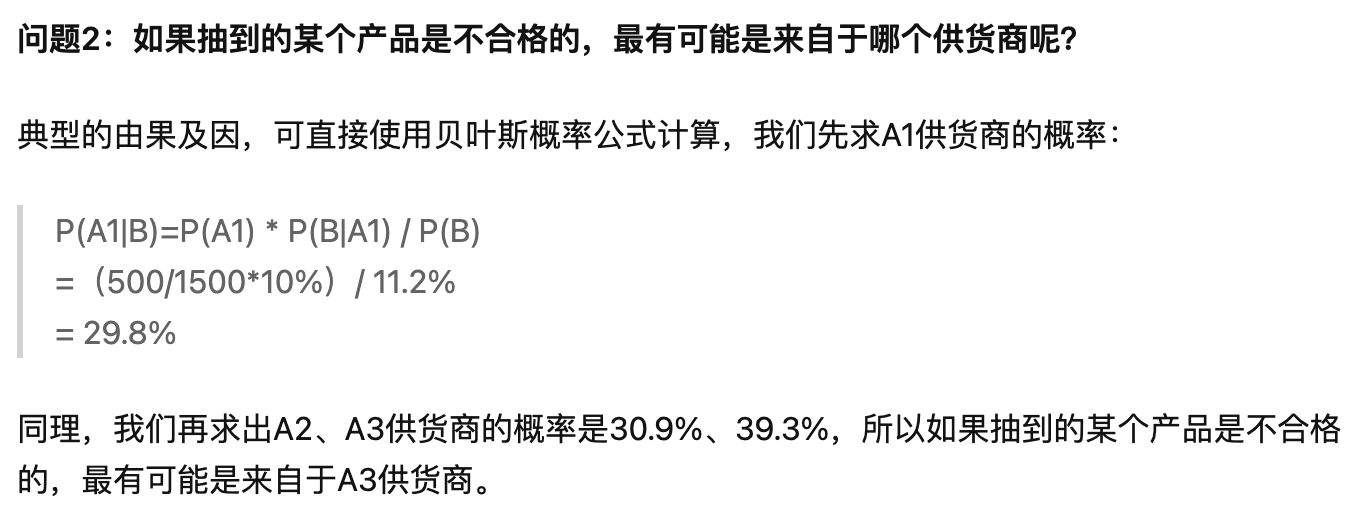 问题2：如果抽到的某个产品是不合格的，最有可能是来自于哪个供货商呢？
典型的由果及因，可直接使用贝叶斯概率公式计算，我们先求A1供货商的概率：
P(A1|B)=P(A1) * P(B|A1) / P(B)
=（500/1500*10%）/ 11.2%
= 29.8%
同理，我们再求出A2、A3供货商的概率是30.9%、39.3%，所以如果抽到的某个产品是不合格
的，最有可能是来自于A3供货商。